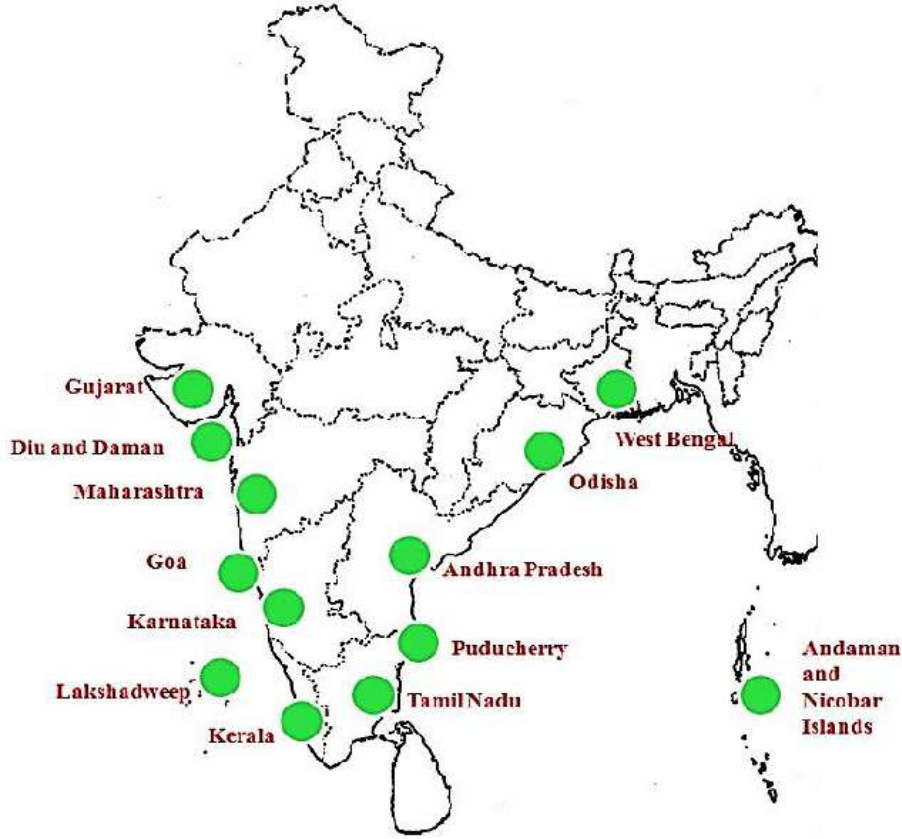 Gujarat
Diu and Daman
Maharashtra
Goa
Karnataka
Lakshadweep
Kerala
West Bengal
Odisha
Andhra Pradesh
Puducherry
Tamil Nadu
Andaman
and
Nicobar
Islands